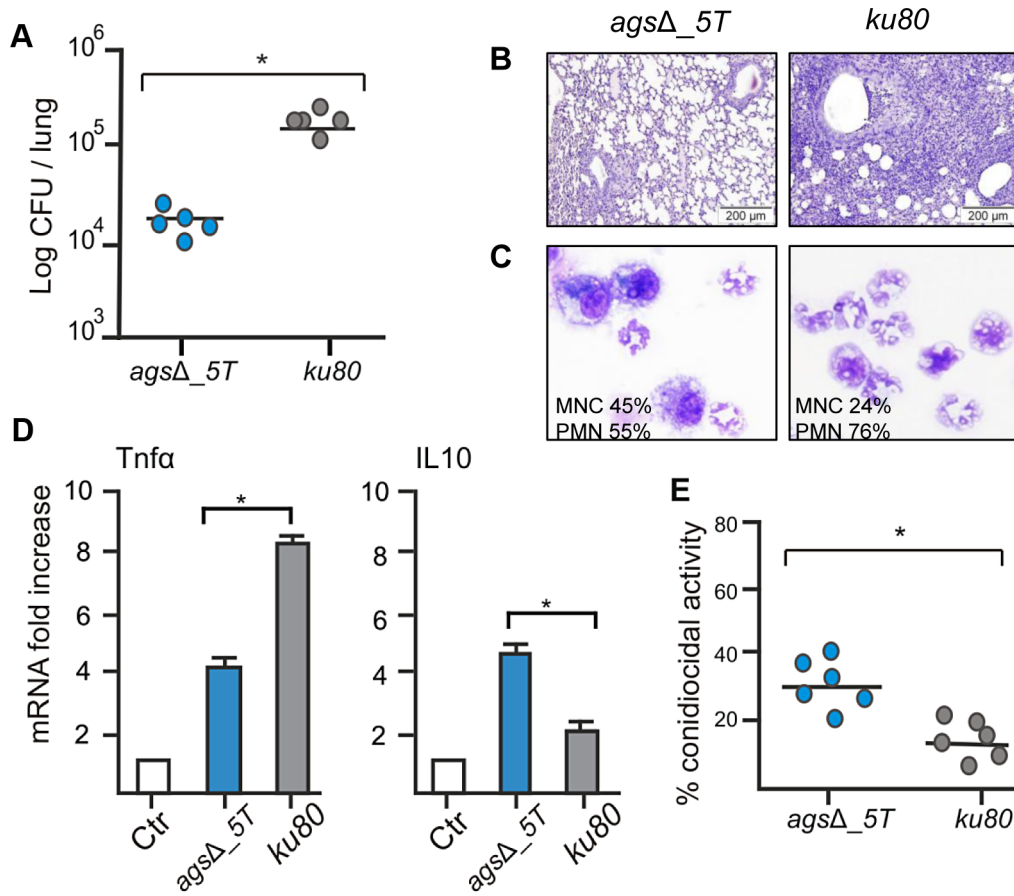 A
Log CFU / lung
10^6
10^5
10^4
10^3
*
agsΔ_5T
ku80
agsΔ_5T
ku80
B
200 μm
200 μm
C
MNC 45%
PMN 55%
MNC 24%
PMN 76%
D
Tnfα
mRNA fold increase
10
8
6
4
2
*
Ctr
agsΔ_5T
ku80
IL10
10
8
6
4
2
*
Ctr
agsΔ_5T
ku80
E
% conidiocidal activity
80
60
40
20
*
agsΔ_5T
ku80